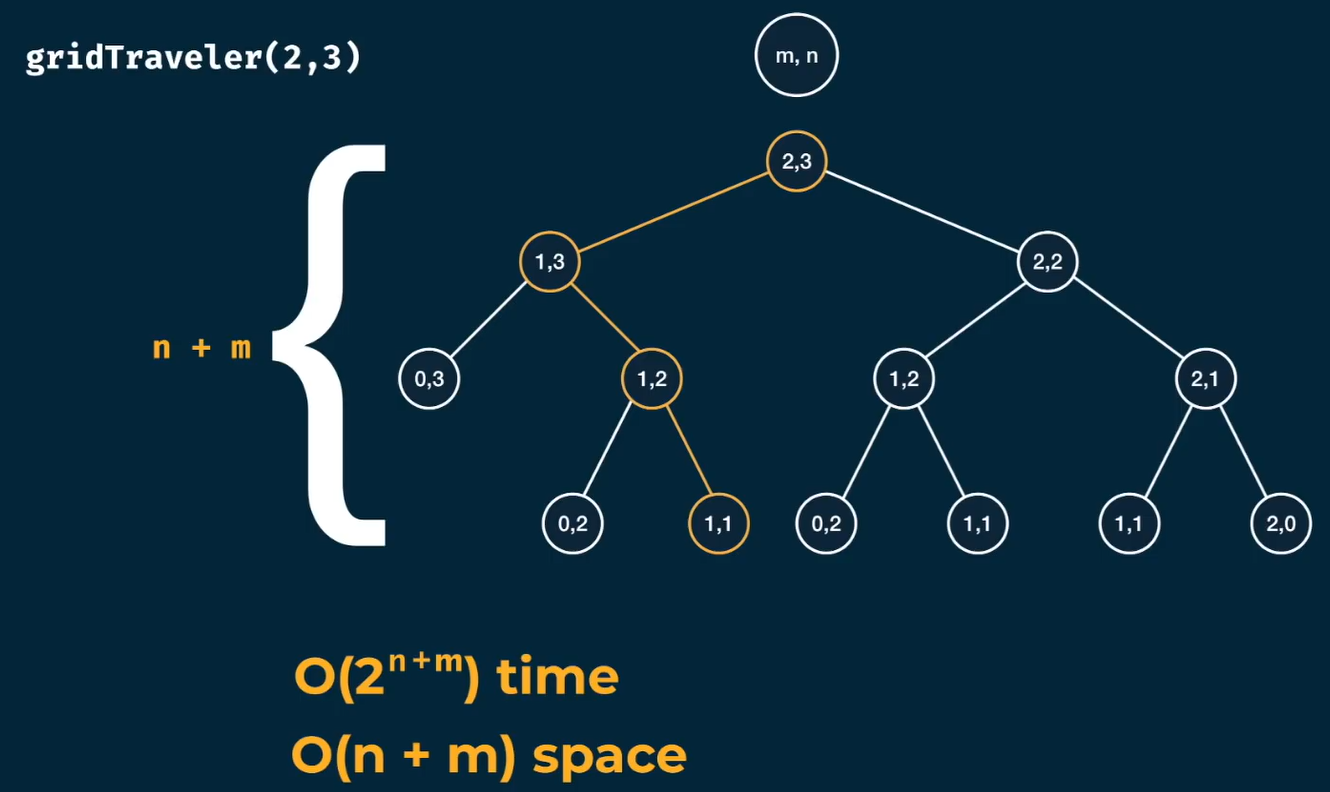 gridTraveler(2,3)
m, n
2,3
1,3
2,2
n + m
0,3
1,2
1,2
2,1
0,2
1,1
0,2
1,1
1,1
2,0
O(2ⁿ⁺ᵐ) time
O(n + m) space